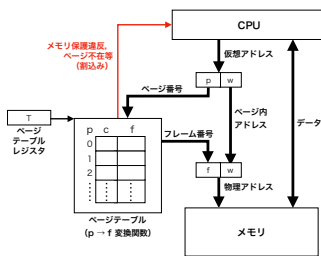 CPU
メモリ保護違反,
ページ不在等
(割込み)
仮想アドレス
p w
ページ番号
T
ページ
テーブル
レジスタ
p c f
0
1
2
ページ内
アドレス
データ
フレーム番号
f w
物理アドレス
ページテーブル
(p → f 変換関数)
メモリ